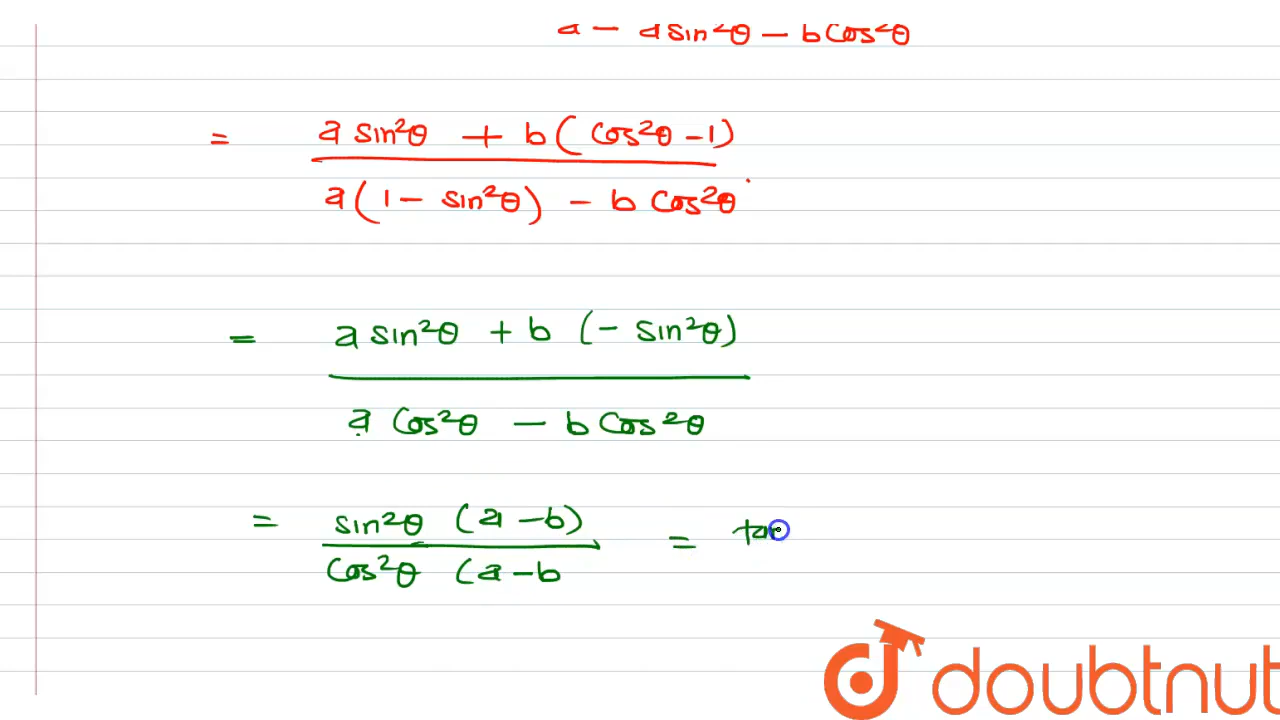 a - a sin²θ - b cos²θ
= a sin²θ + b (cos²θ - 1)
a (1 - sin²θ) - b cos²θ
= a sin²θ + b (- sin²θ)
a cos²θ - b cos²θ
= sin²θ (a - b)
cos²θ (a - b
= tan
doubtnut